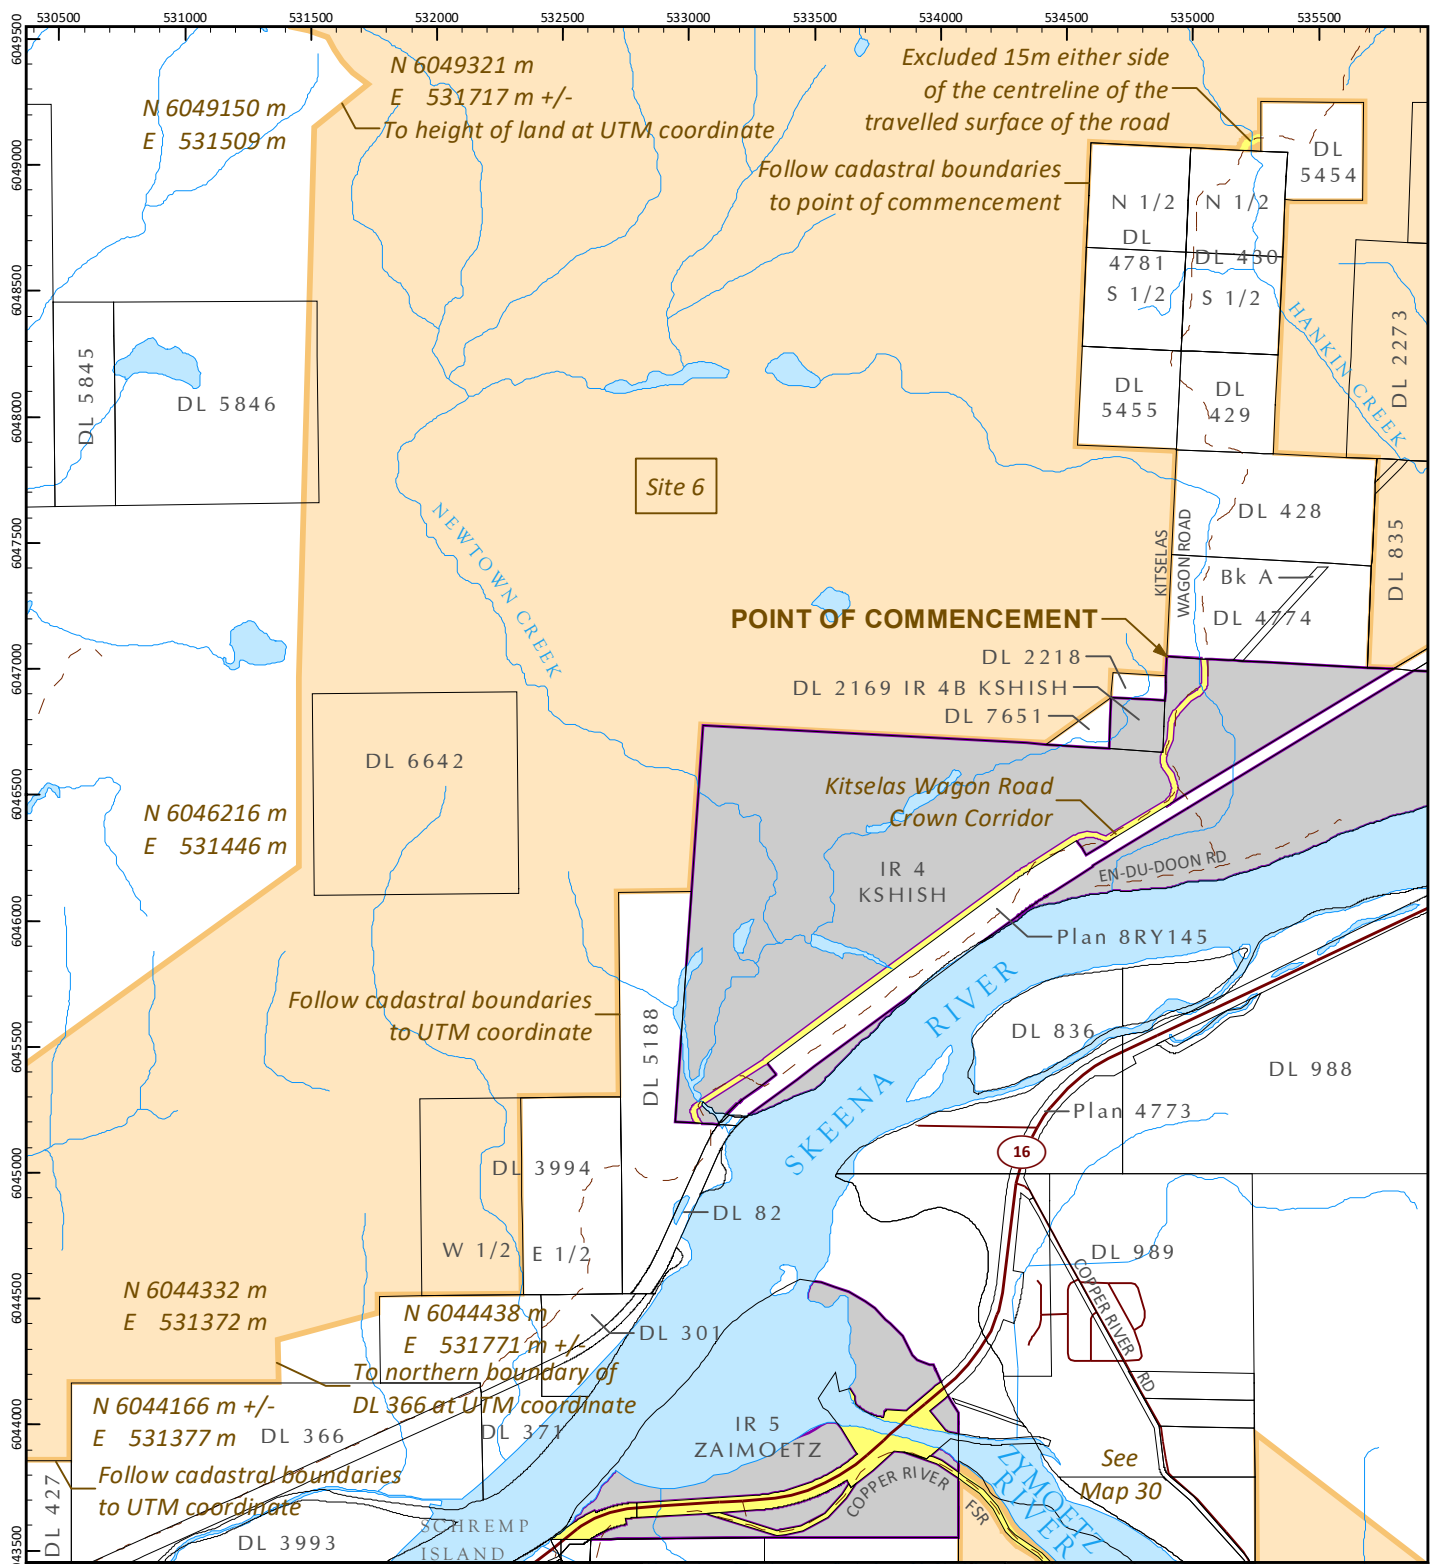 530500
531000
531500
532000
532500
533000
533500
534000
534500
535000
535500
6049500
6049000
6048500
6048000
6047500
6047000
6046500
6046000
6045500
6045000
6044500
6044000
6043500
N 6049321 m
E 531717 m +/-
To height of land at UTM coordinate
N 6049150 m
E 531509 m
Excluded 15m either side
of the centreline of the
travelled surface of the road
Follow cadastral boundaries
to point of commencement
DL
5454
N 1/2
N 1/2
DL
4781
DL 430
S 1/2
S 1/2
HANKIN CREEK
DL 2273
DL 5845
DL 5846
DL
5455
DL
429
Site 6
NEWTOWN CREEK
DL 428
KITSELAS
WAGON ROAD
DL 835
Bk A
DL 4774
POINT OF COMMENCEMENT
DL 2218
DL 2169 IR 4B KSHISH
DL 7651
DL 6642
Kitselas Wagon Road
Crown Corridor
N 6046216 m
E 531446 m
IR 4
KSHISH
EN-DU-DOON RD
Plan 8RY145
Follow cadastral boundaries
to UTM coordinate
DL 5188
SKEENA RIVER
DL 836
DL 988
Plan 4773
16
DL 3994
DL 82
W 1/2
E 1/2
DL 989
COPPER RIVER
RD
N 6044332 m
E 531372 m
N 6044438 m
E 531771 m +/-
To northern boundary of
DL 366 at UTM coordinate
DL 301
N 6044166 m +/-
E 531377 m
DL 366
DL 371
IR 5
ZAIMOETZ
Follow cadastral boundaries
to UTM coordinate
DL 427
DL 3993
SCHREMP
ISLAND
COPPER RIVER
FSR
ZYMOETZ
RIVER
See
Map 30